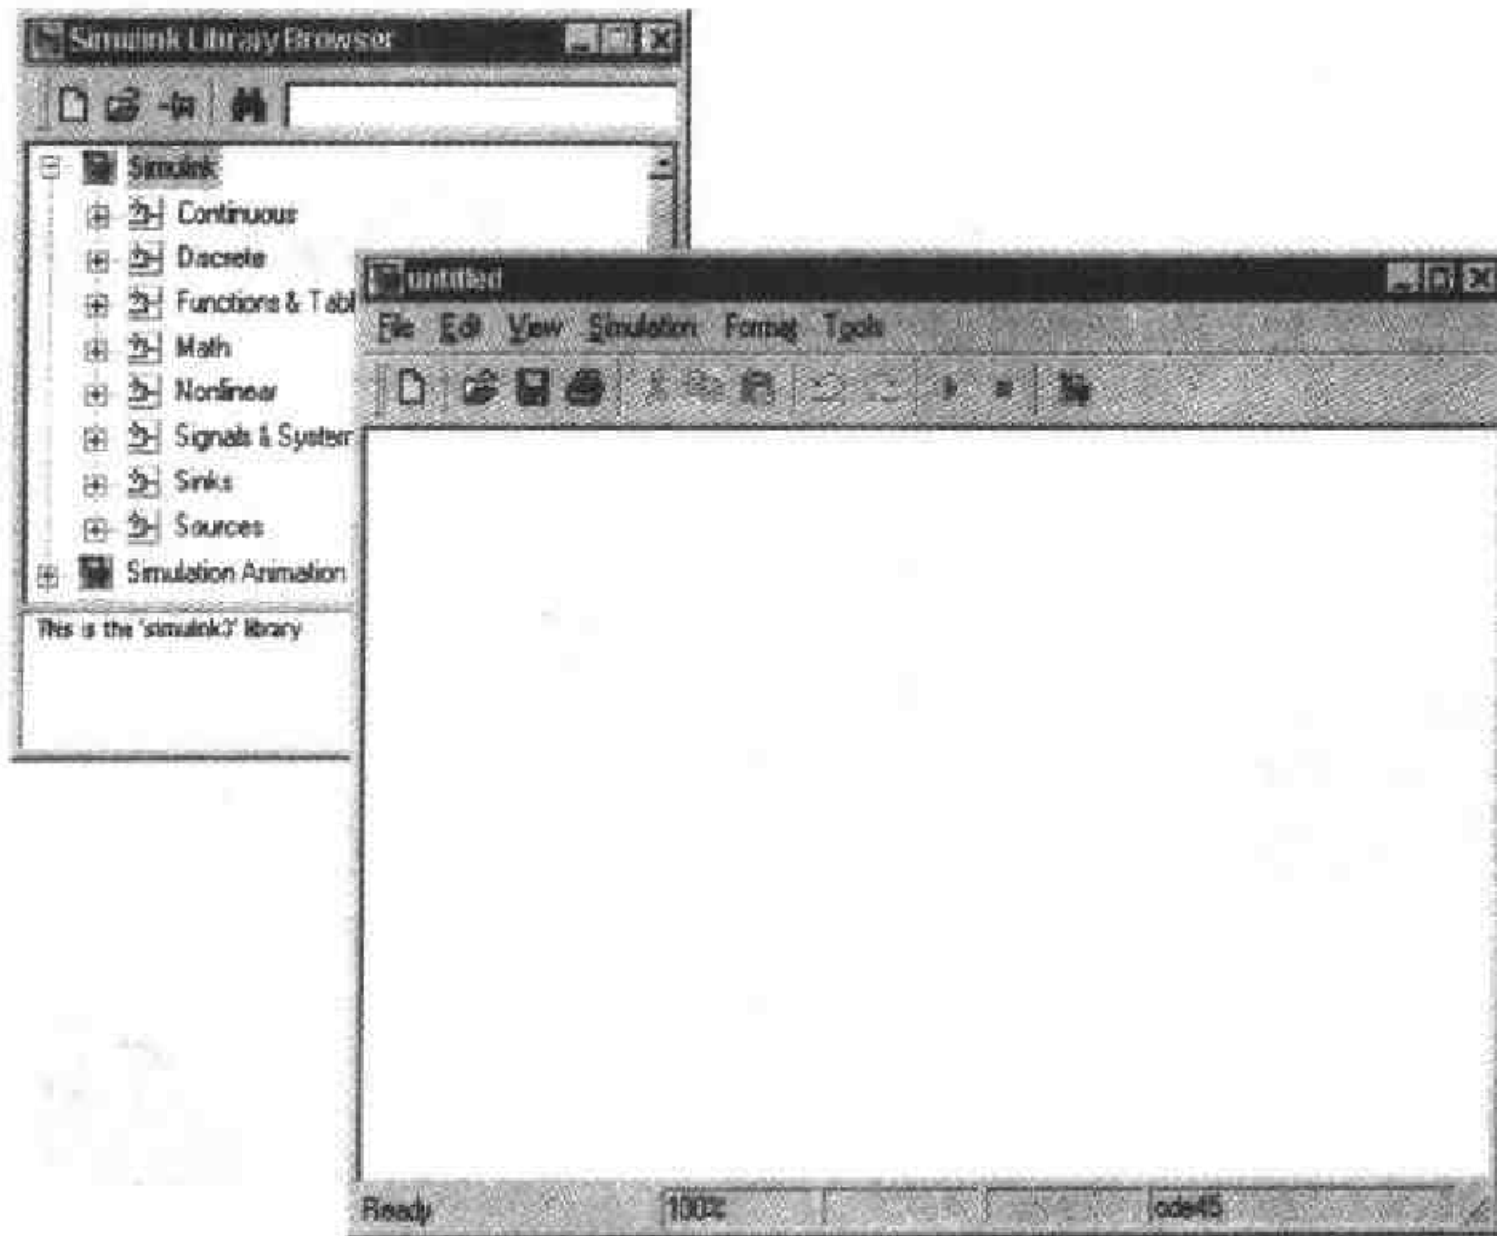 Simulink Library Browser
Simulink
Continuous
Discrete
Functions & Tabl
Math
Nonlinear
Signals & System
Sinks
Sources
Simulation Animation
This is the 'simulink3' library
untitled
File Edit View Simulation Format Tools
Ready 100% ode45